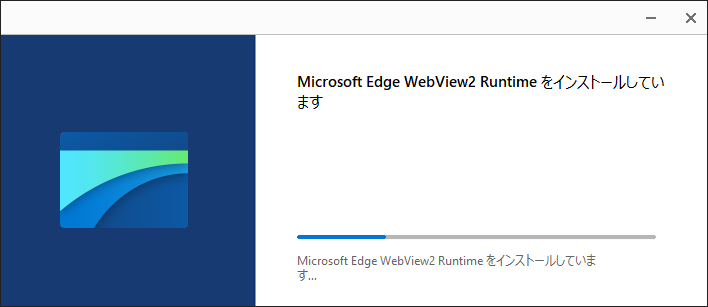 Microsoft Edge WebView2 Runtime をインストールしてい
ます
Microsoft Edge WebView2 Runtime をインストールしていま
す...